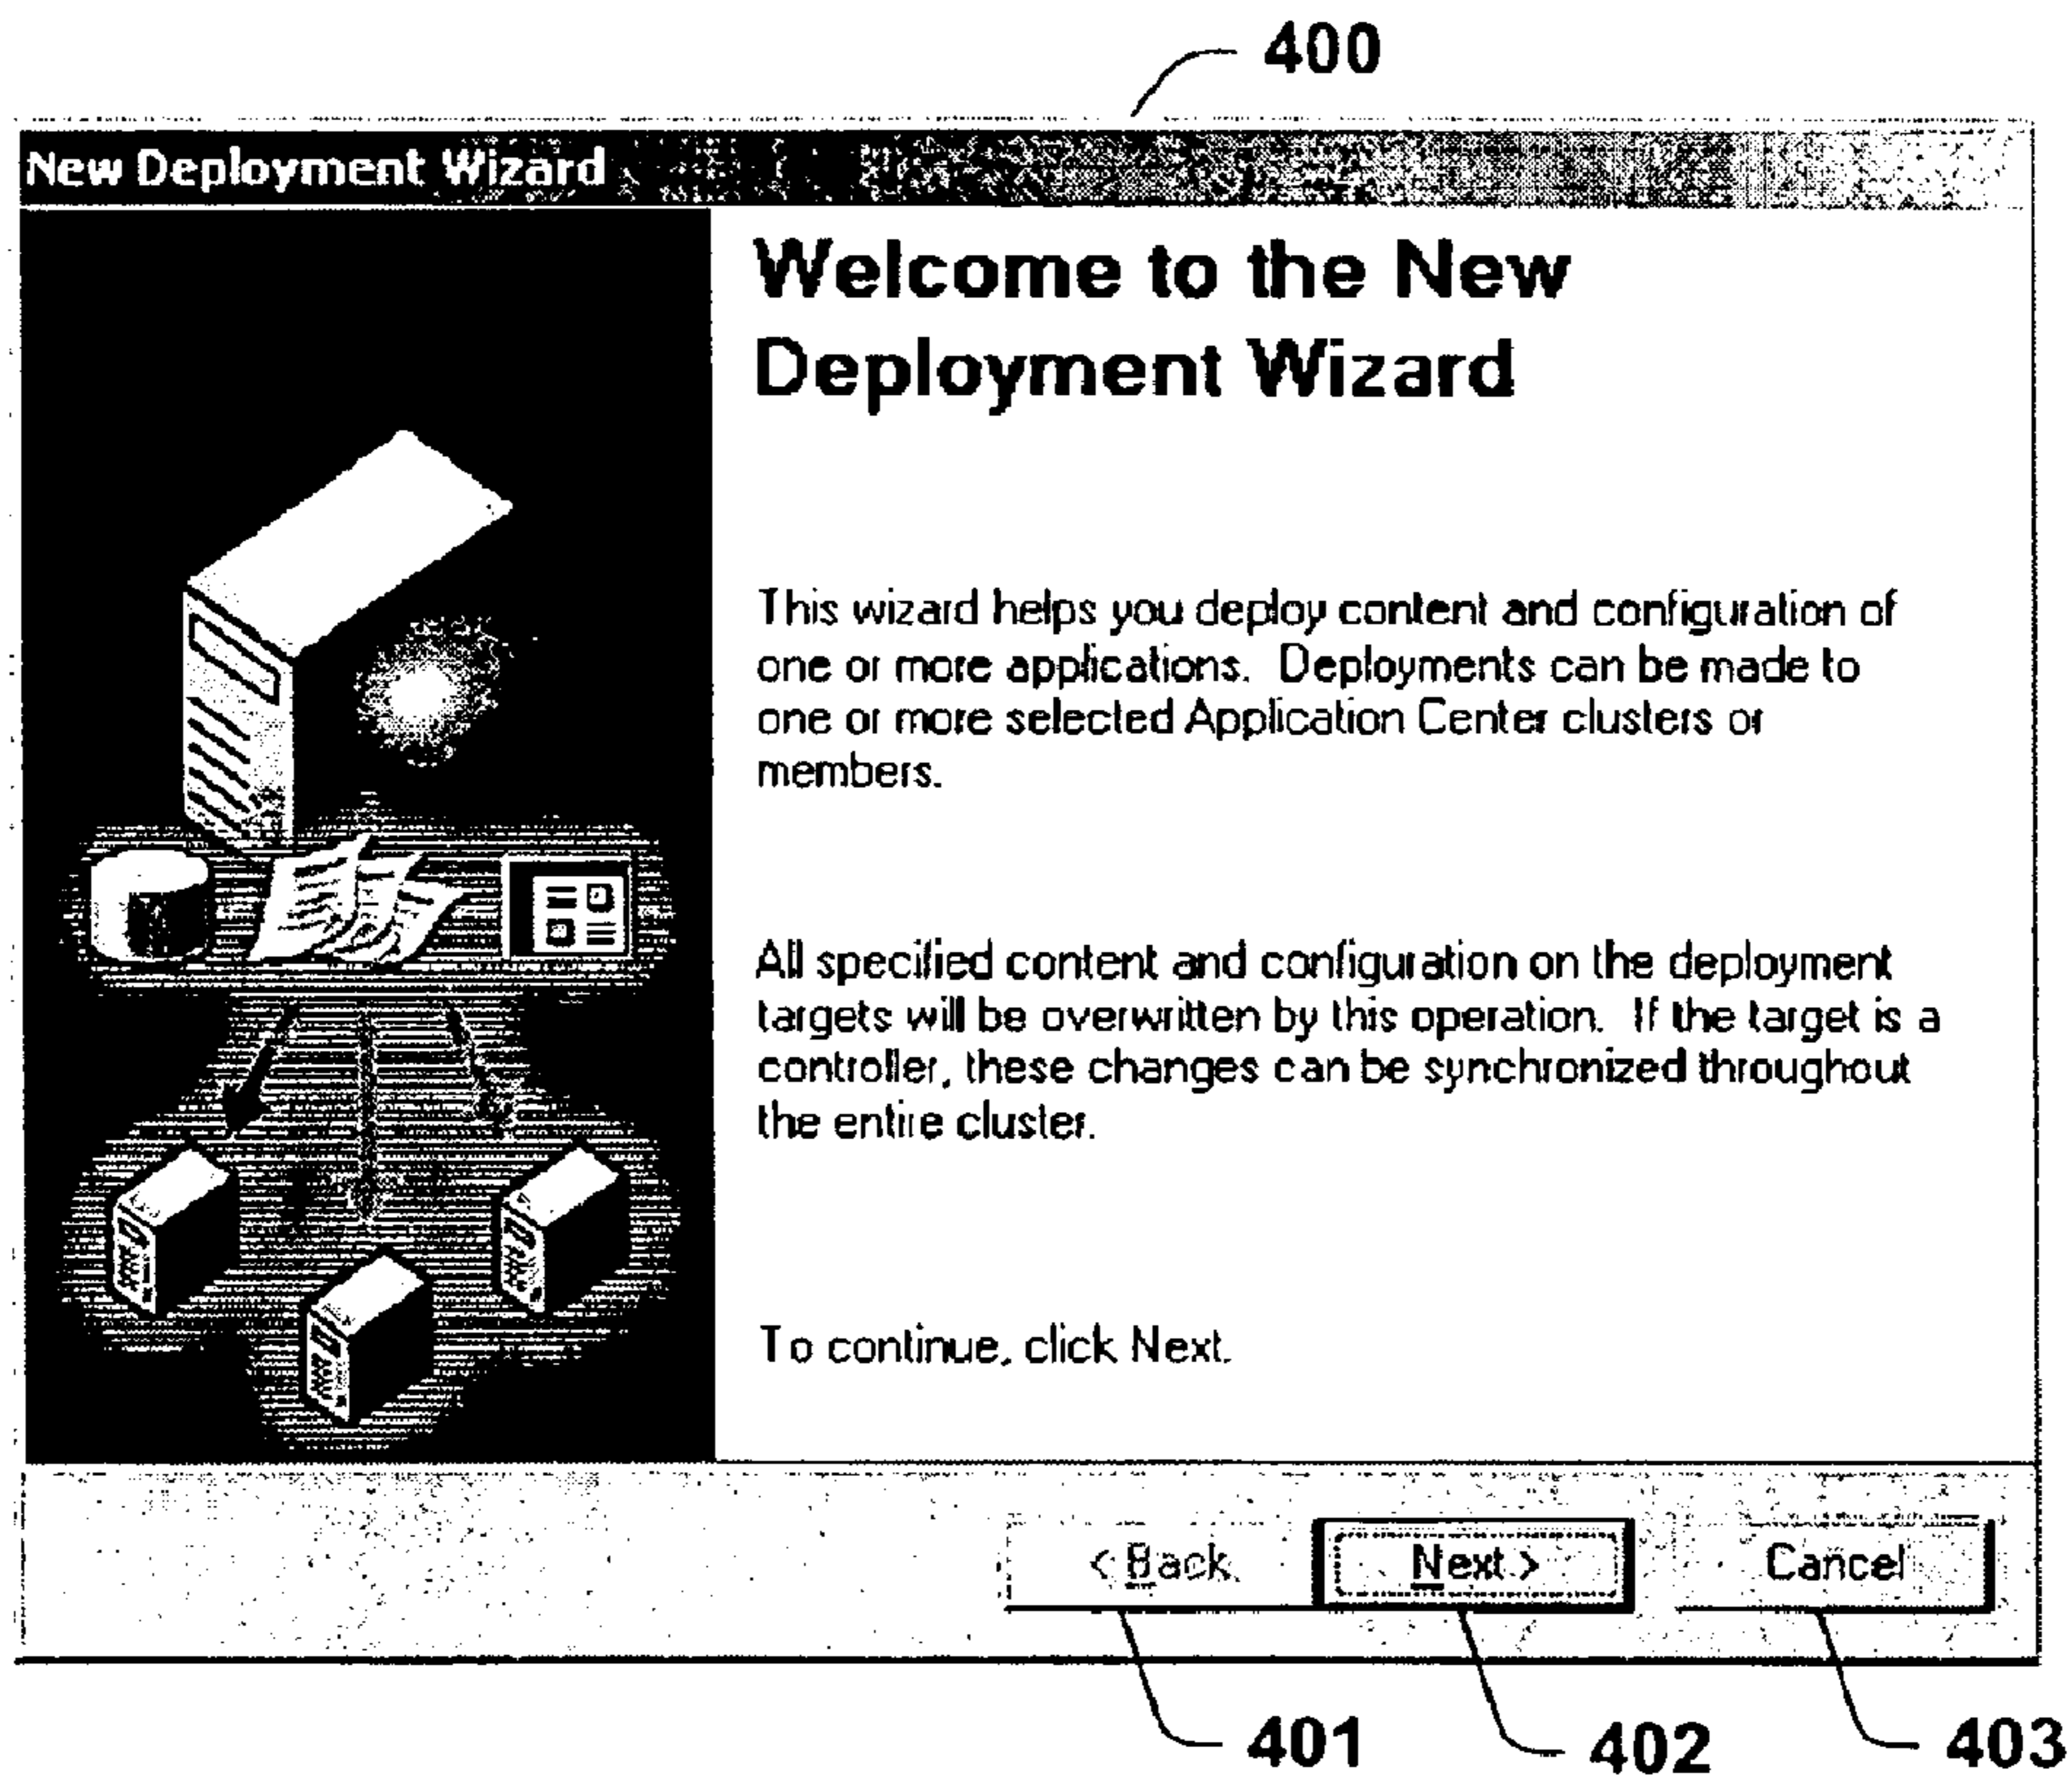 400
New Deployment Wizard
Welcome to the New
Deployment Wizard
This wizard helps you deploy content and configuration of
one or more applications.  Deployments can be made to
one or more selected Application Center clusters or
members.
All specified content and configuration on the deployment
targets will be overwritten by this operation.  If the target is a
controller, these changes can be synchronized throughout
the entire cluster.
To continue, click Next.
< Back
Next >
Cancel
401
402
403